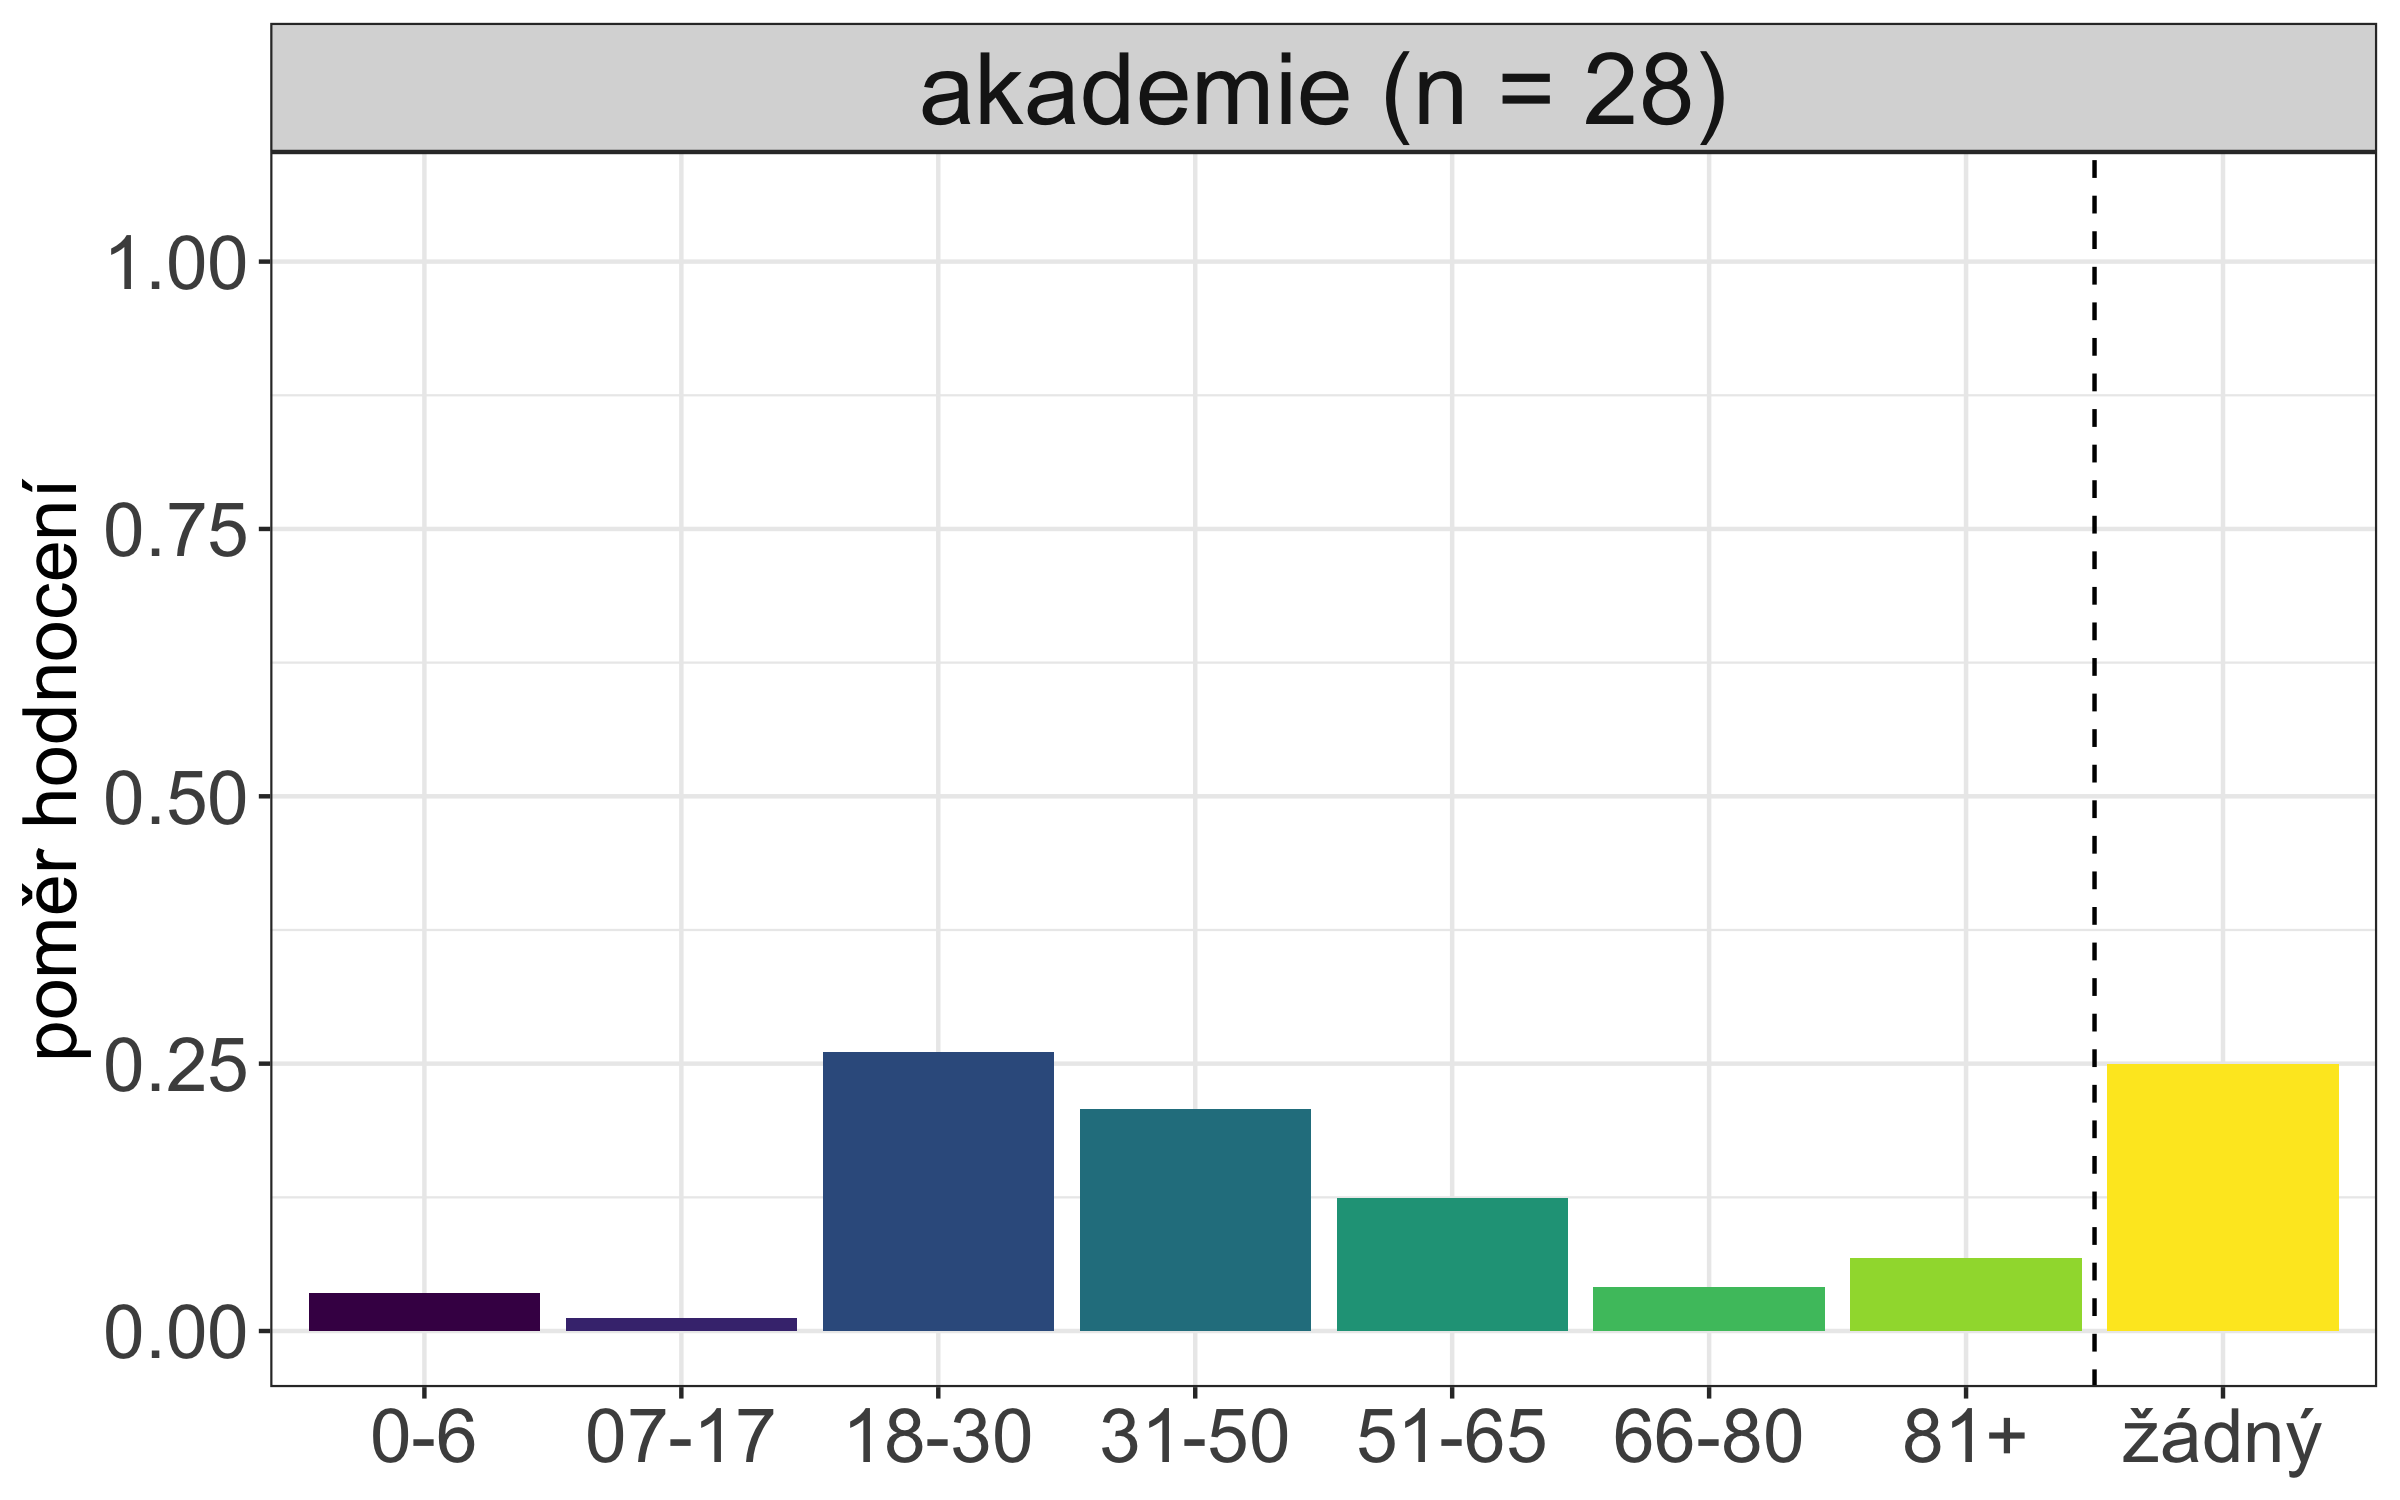 akademie (n = 28)
poměr hodnocení
1.00
0.75
0.50
0.25
0.00
0-6 07-17 18-30 31-50 51-65 66-80 81+ žádný